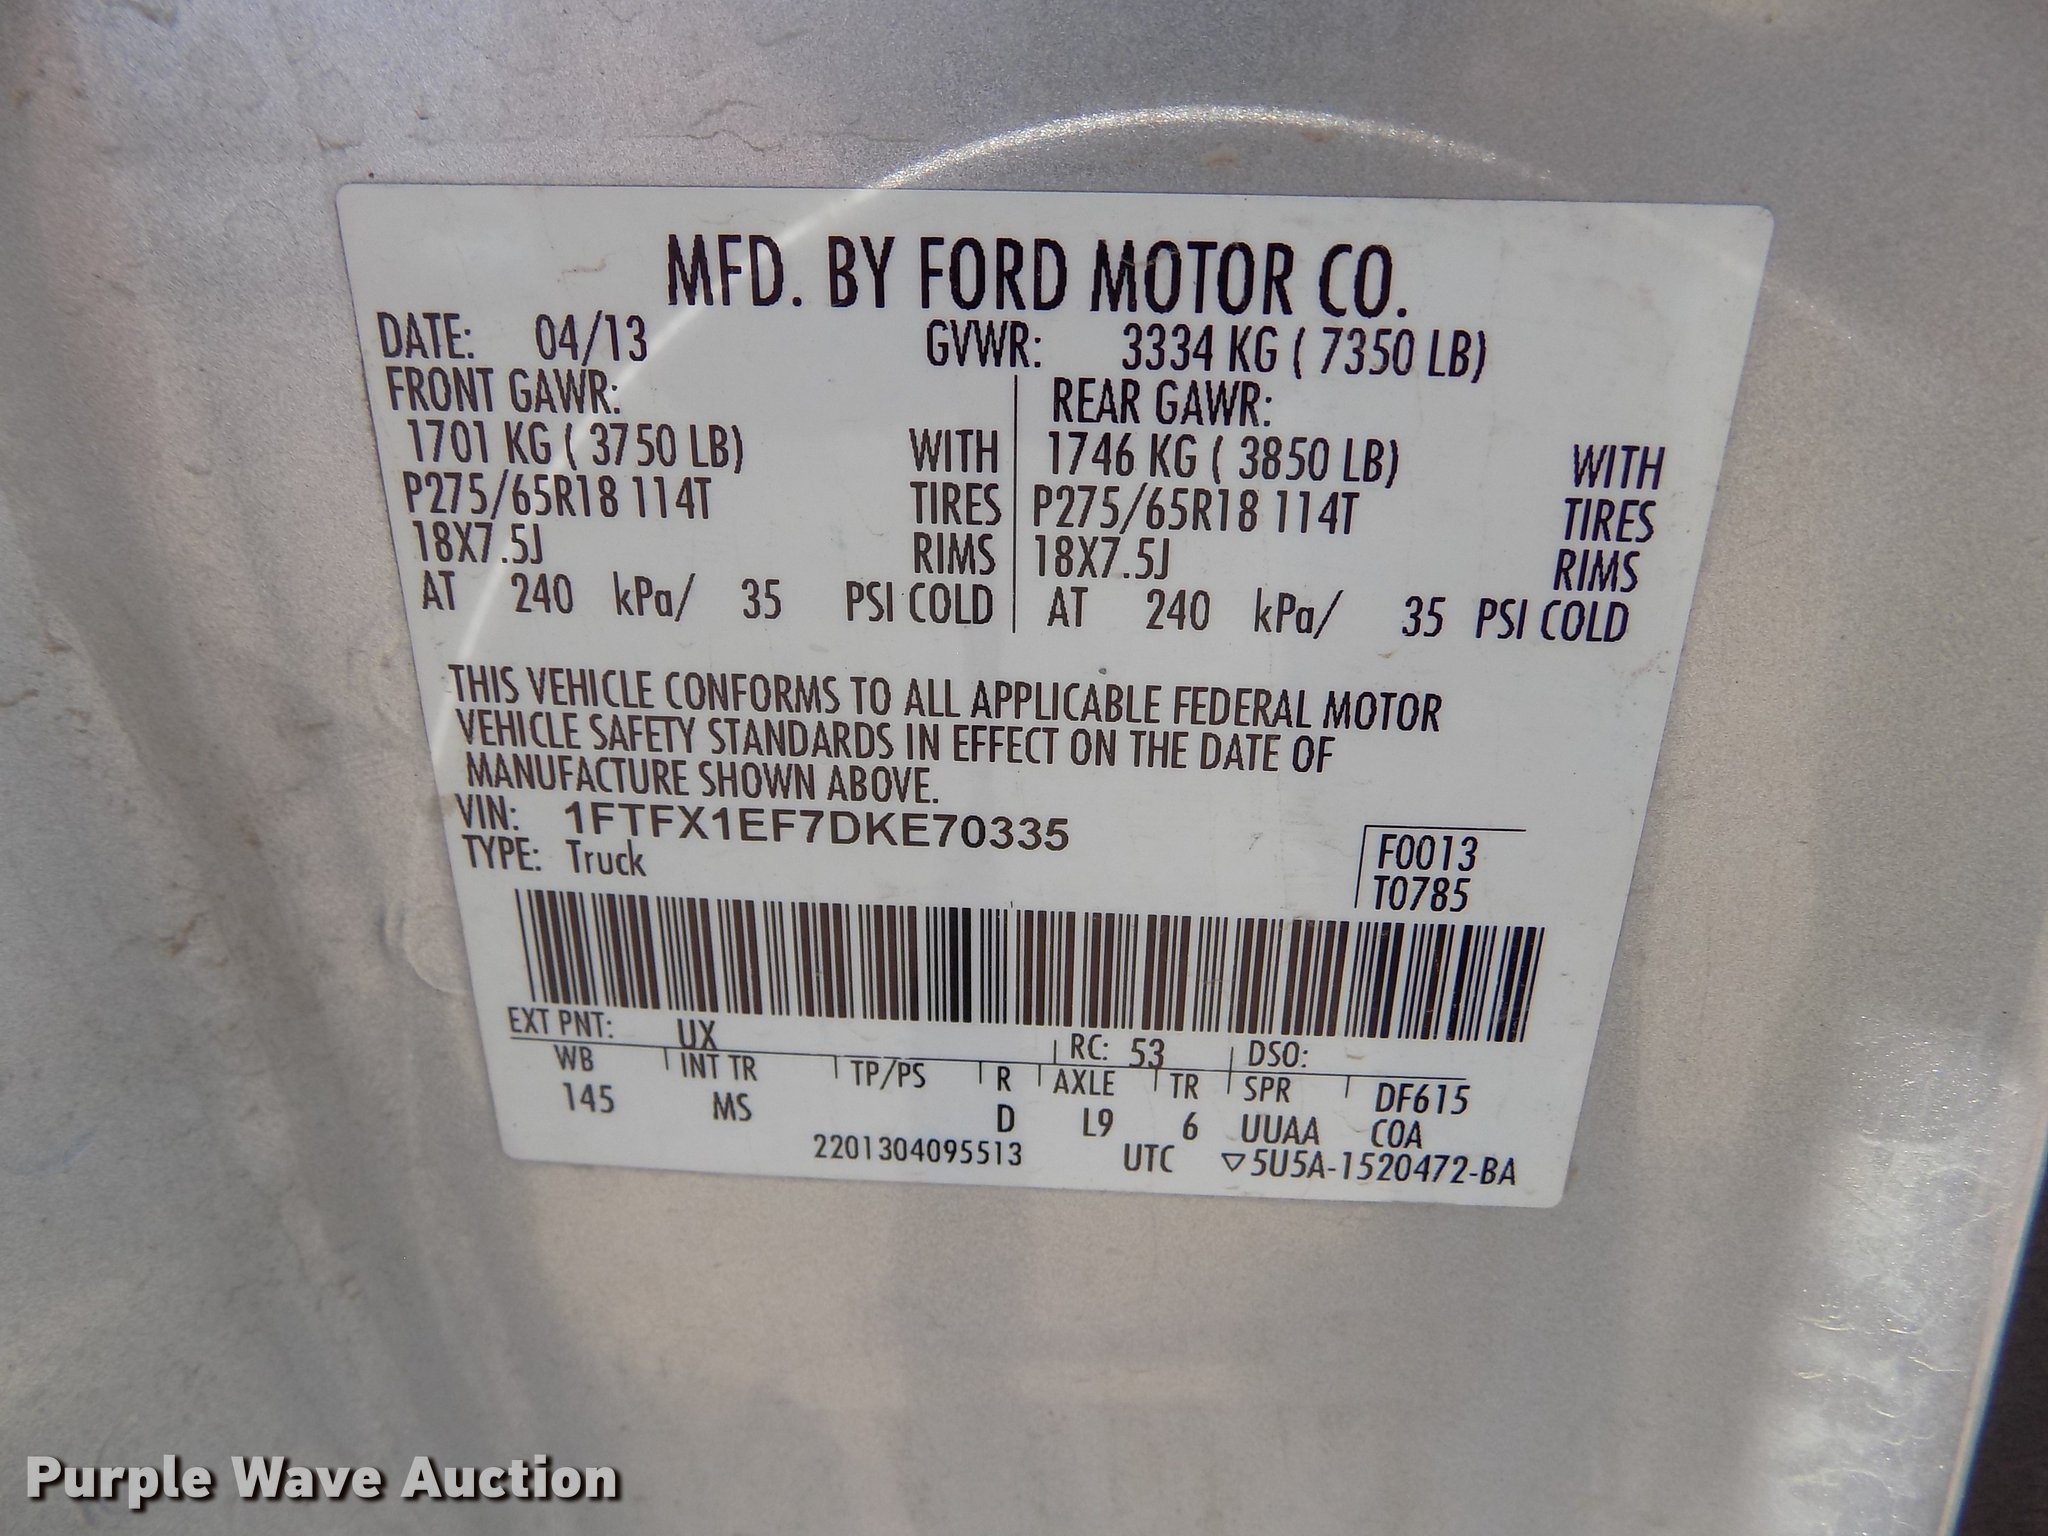 MFD. BY FORD MOTOR CO.
DATE: 04/13 GVWR: 3334 KG ( 7350 LB)
FRONT GAWR: REAR GAWR:
1701 KG ( 3750 LB) WITH 1746 KG ( 3850 LB) WITH
P275/65R18 114T TIRES P275/65R18 114T TIRES
18X7.5J RIMS 18X7.5J RIMS
AT 240 kPa/ 35 PSI COLD AT 240 kPa/ 35 PSI COLD
THIS VEHICLE CONFORMS TO ALL APPLICABLE FEDERAL MOTOR
VEHICLE SAFETY STANDARDS IN EFFECT ON THE DATE OF
MANUFACTURE SHOWN ABOVE.
VIN: 1FTFX1EF7DKE70335
TYPE: Truck
F0013
T0785
EXT PNT: UX RC: 53 DSO:
WB INT TR TP/PS R AXLE TR SPR DF615
145 MS D L9 6 UUAA COA
2201304095513 UTC ▽5U5A-1520472-BA
Purple Wave Auction